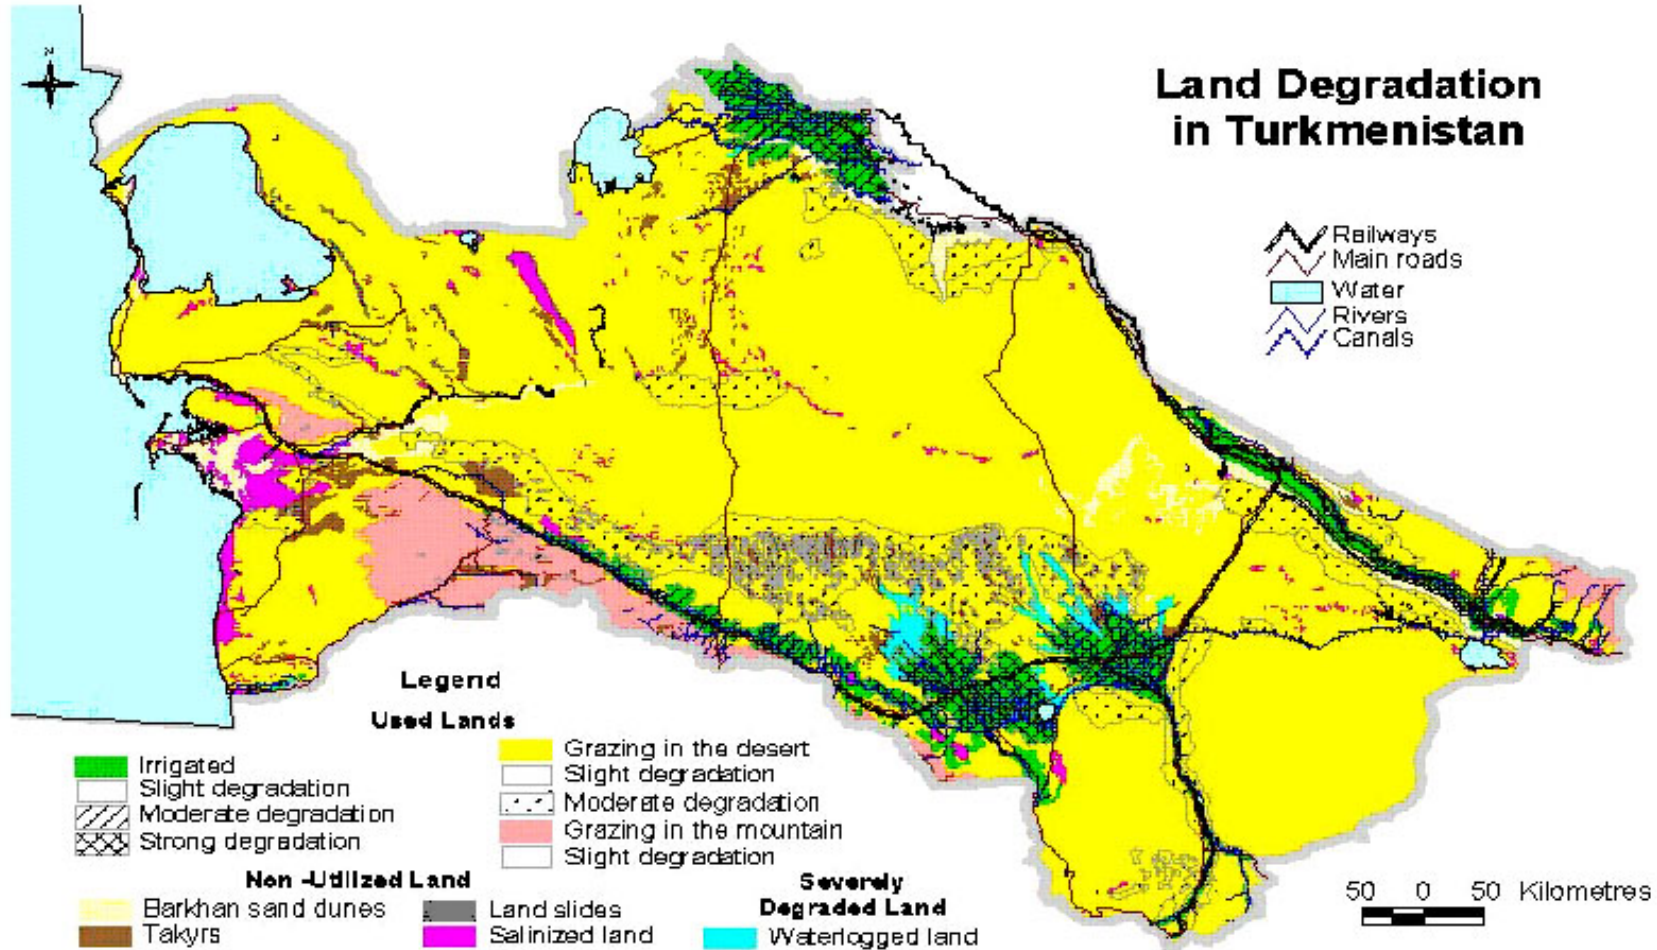 N
Land Degradation
in Turkmenistan
Railways
Main roads
Water
Rivers
Canals
Legend
Used Lands
Irrigated
Slight degradation
Moderate degradation
Strong degradation
Grazing in the desert
Slight degradation
Moderate degradation
Grazing in the mountain
Slight degradation
Non -Utilized Land
Barkhan sand dunes
Takyrs
Land slides
Salinized land
Severely
Degraded Land
Waterlogged land
50 0 50 Kilometres